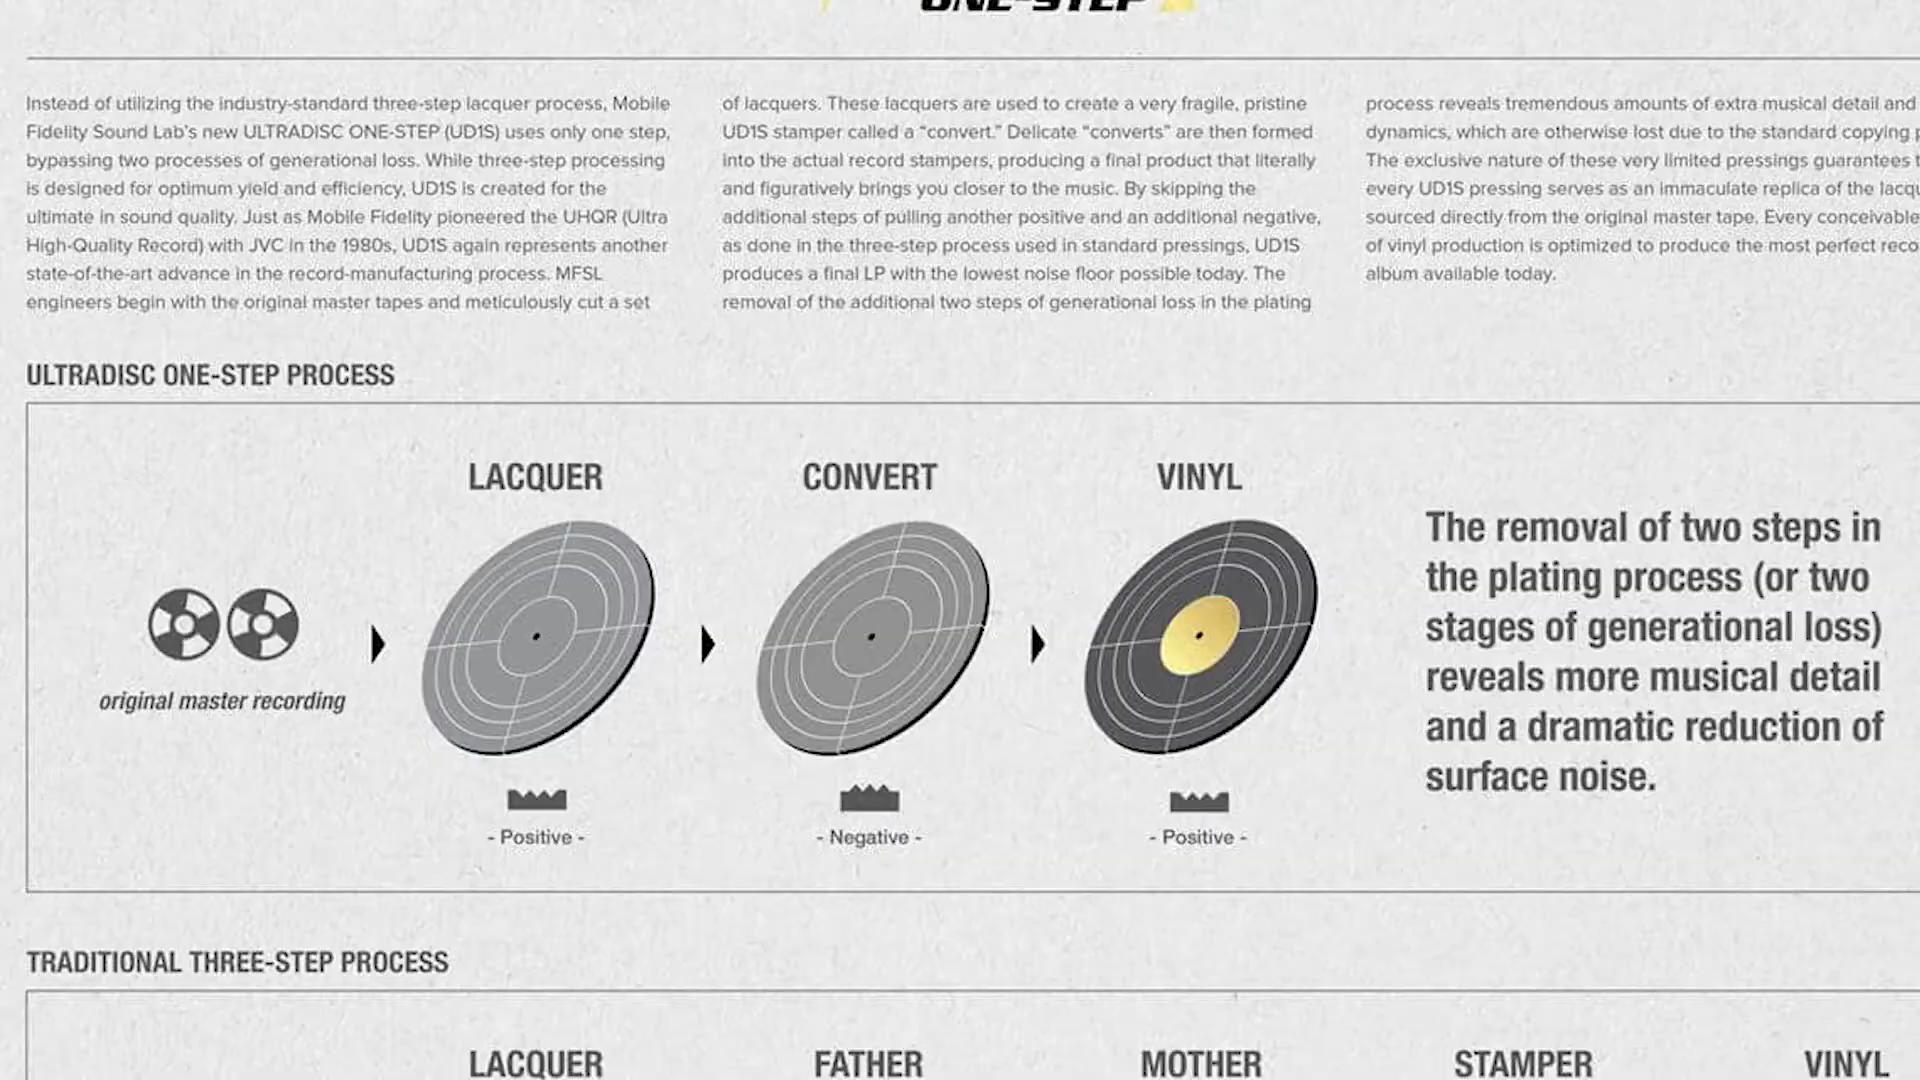 ONE-STEP
Instead of utilizing the industry-standard three-step lacquer process, Mobile
Fidelity Sound Lab's new ULTRADISC ONE-STEP (UD1S) uses only one step,
bypassing two processes of generational loss. While three-step processing
is designed for optimum yield and efficiency, UD1S is created for the
ultimate in sound quality. Just as Mobile Fidelity pioneered the UHQR (Ultra
High-Quality Record) with JVC in the 1980s, UD1S again represents another
state-of-the-art advance in the record-manufacturing process. MFSL
engineers begin with the original master tapes and meticulously cut a set
of lacquers. These lacquers are used to create a very fragile, pristine
UD1S stamper called a “convert.” Delicate “converts” are then formed
into the actual record stampers, producing a final product that literally
and figuratively brings you closer to the music. By skipping the
additional steps of pulling another positive and an additional negative,
as done in the three-step process used in standard pressings, UD1S
produces a final LP with the lowest noise floor possible today. The
removal of the additional two steps of generational loss in the plating
process reveals tremendous amounts of extra musical detail and
dynamics, which are otherwise lost due to the standard copying
The exclusive nature of these very limited pressings guarantees
every UD1S pressing serves as an immaculate replica of the
sourced directly from the original master tape. Every conceivable
of vinyl production is optimized to produce the most perfect
album available today.
ULTRADISC ONE-STEP PROCESS
LACQUER CONVERT VINYL
original master recording
- Positive - - Negative - - Positive -
The removal of two steps in
the plating process (or two
stages of generational loss)
reveals more musical detail
and a dramatic reduction of
surface noise.
TRADITIONAL THREE-STEP PROCESS
LACQUER FATHER MOTHER STAMPER VINYL